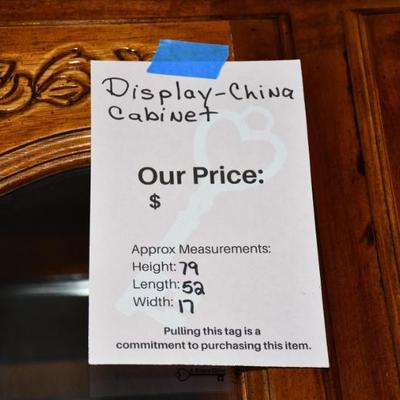 Display-China
Cabinet
Our Price:
$
Approx Measurements:
Height: 79
Length: 52
Width: 17
Pulling this tag is a
commitment to purchasing this item.